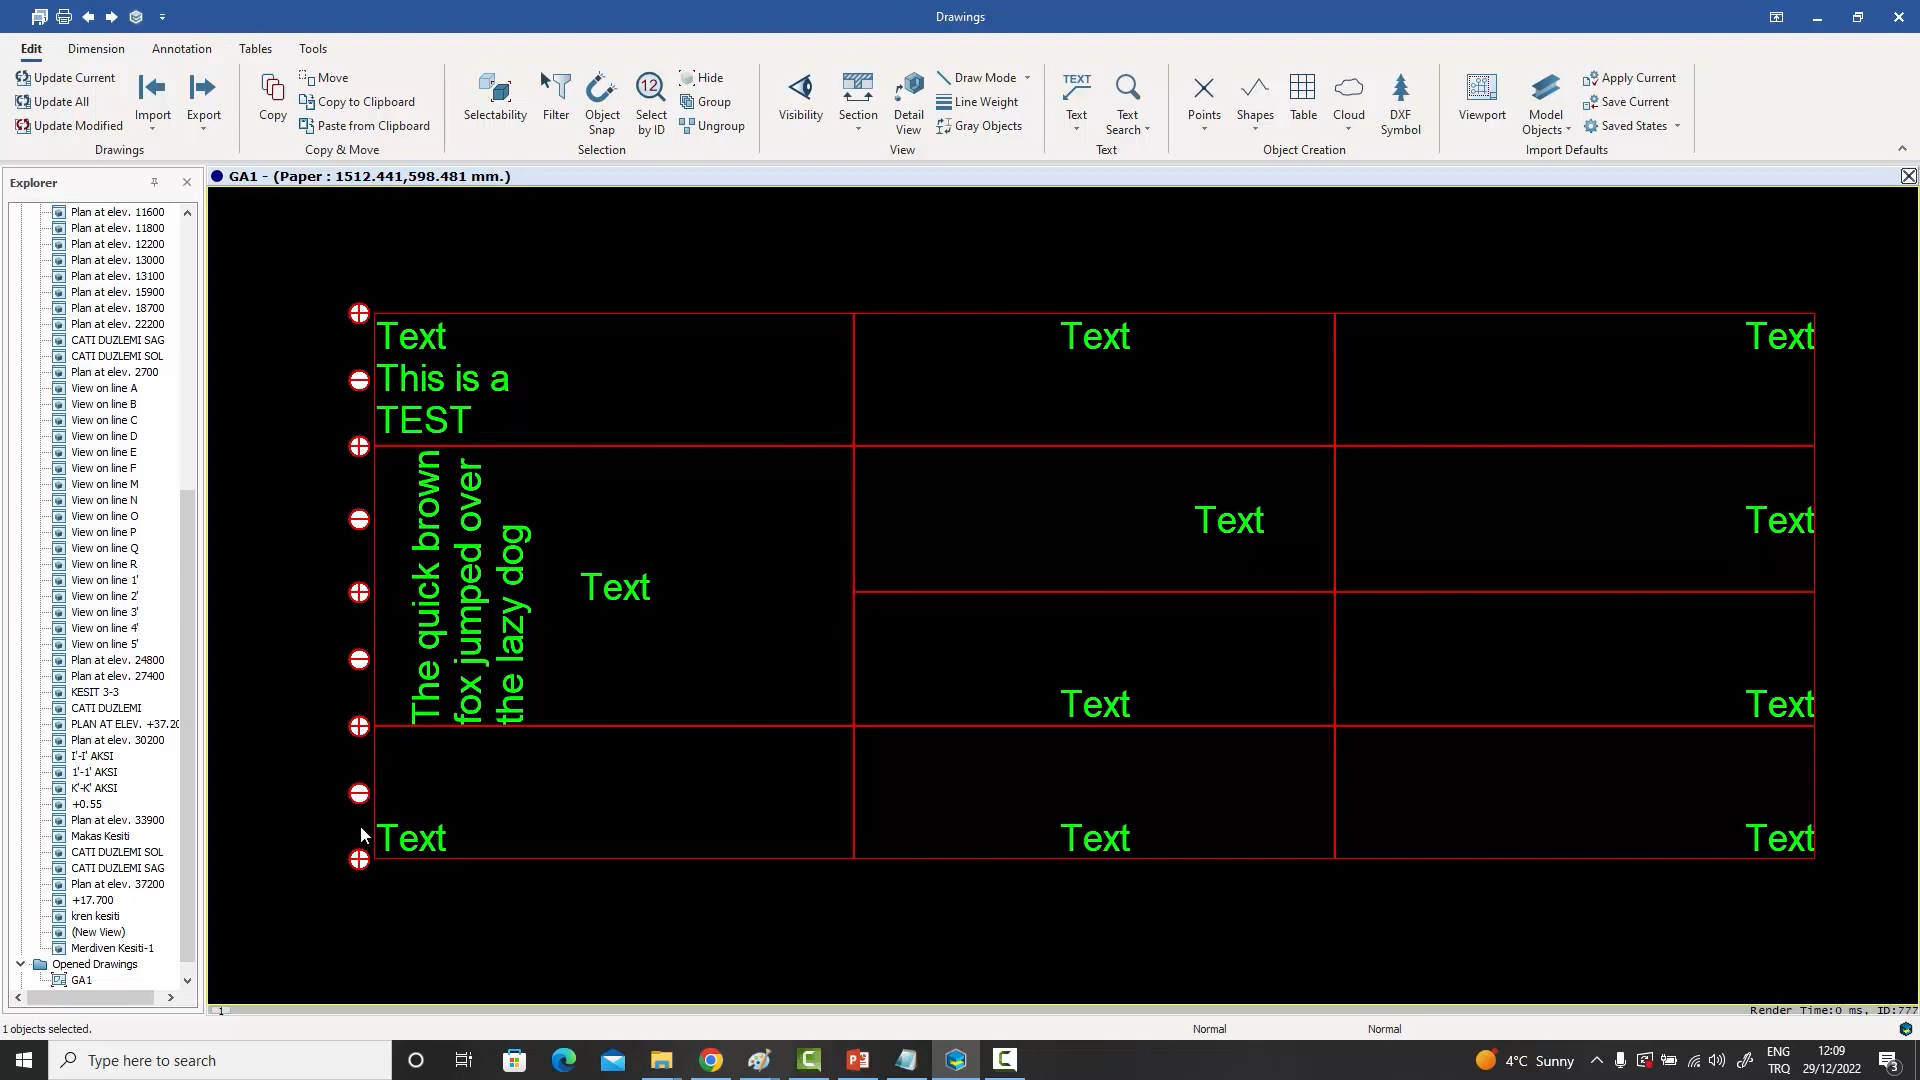 Drawings
Edit
Dimension
Annotation
Tables
Tools
Update Current
Update All
Update Modified
Import
Export
Drawings
Copy
Move
Copy to Clipboard
Paste from Clipboard
Copy & Move
Selectability
Filter
Object Snap
Select by ID
Hide
Group
Ungroup
Selection
Visibility
Section
Detail View
Draw Mode
Line Weight
Gray Objects
View
TEXT
Text
Text Search
Text
Points
Shapes
Table
Cloud
DXF Symbol
Object Creation
Viewport
Model Objects
Apply Current
Save Current
Saved States
Import Defaults
Explorer
GA1 - (Paper : 1512.441,598.481 mm.)
Plan at elev. 11600
Plan at elev. 11800
Plan at elev. 12200
Plan at elev. 13000
Plan at elev. 13100
Plan at elev. 15900
Plan at elev. 18700
Plan at elev. 22200
CATI DUZLEMI SAG
CATI DUZLEMI SOL
Plan at elev. 2700
View on line A
View on line B
View on line C
View on line D
View on line E
View on line F
View on line M
View on line N
View on line O
View on line P
View on line Q
View on line R
View on line 1'
View on line 2'
View on line 3'
View on line 4'
View on line 5'
Plan at elev. 24800
Plan at elev. 27400
KESIT 3-3
CATI DUZLEMI
PLAN AT ELEV. +37.20
Plan at elev. 30200
I'-I' AKSI
1'-1' AKSI
K'-K' AKSI
+0.55
Plan at elev. 33900
Makas Kesiti
CATI DUZLEMI SOL
CATI DUZLEMI SAG
Plan at elev. 37200
+17.700
kren kesiti
(New View)
Merdiven Kesiti-1
Opened Drawings
GA1
Text
This is a
TEST
Text
Text
The quick brown
fox jumped over
the lazy dog
Text
Text
Text
Text
Text
Text
Text
Text
1
Render Time:0 ms, ID:777
1 objects selected.
Normal
Normal
Type here to search
4°C Sunny
ENG
TRQ
12:09
29/12/2022
3